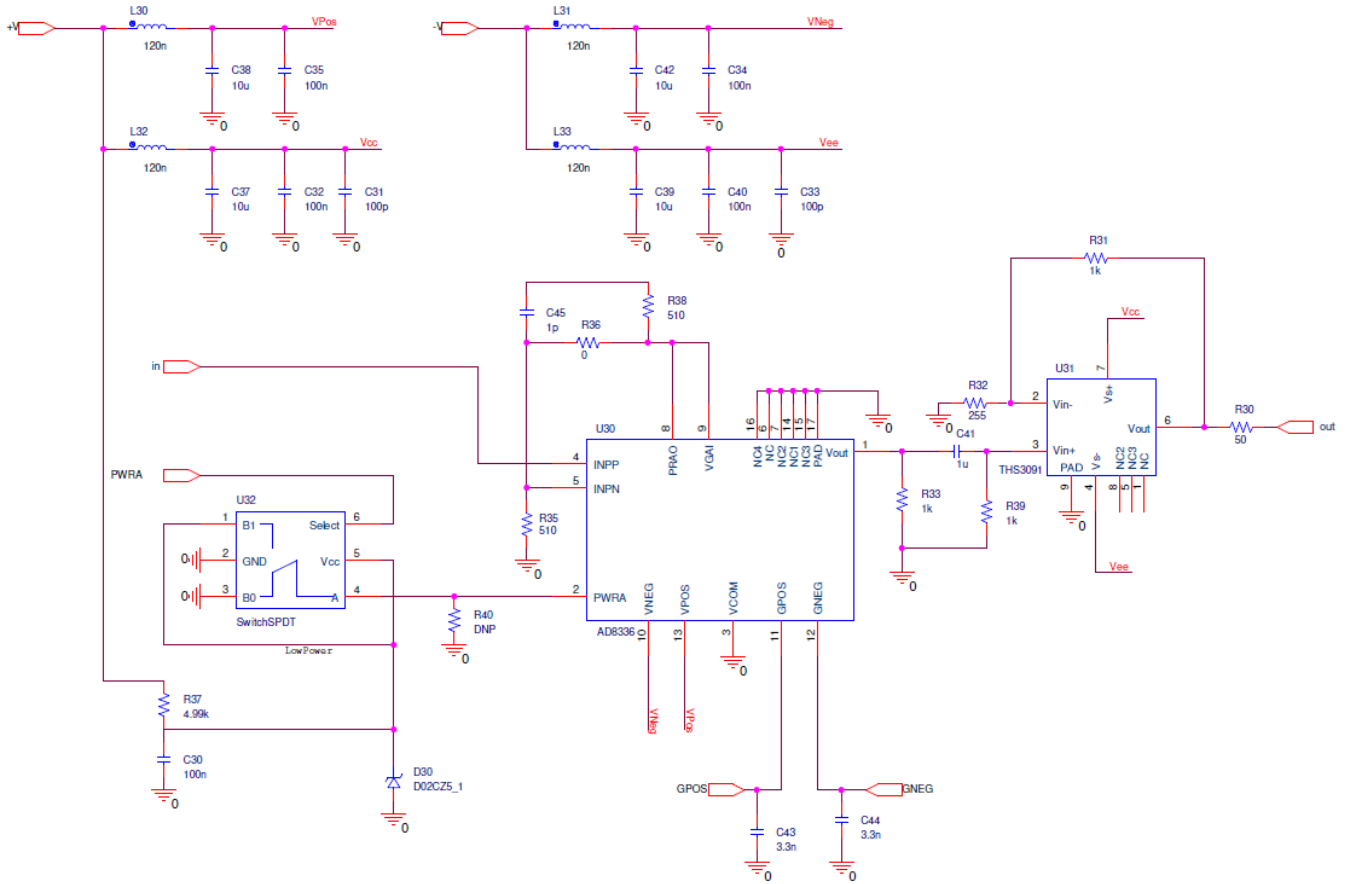 +V
L30
120n
VPos
C38
10u
0
C35
100n
0
L32
120n
Vcc
C37
10u
0
C32
100n
0
C31
100p
0
-V
L31
120n
VNeg
C42
10u
0
C34
100n
0
L33
120n
Vee
C39
10u
0
C40
100n
0
C33
100p
0
in
C45
1p
R36
0
R38
510
R35
510
0
PWRA
U32
1 B1
2 GND
3 B0
Select 6
Vcc 5
A 4
0
0
SwitchSPDT
LowPower
R40
DNP
0
R37
4.99k
C30
100n
0
D30
D02CZ5_1
0
U30
4 INPP
5 INPN
2 PWRA
8 PRAO
9 VGAI
16 NC4
6 NC
7 NC2
14 NC1
15 NC3
17 PAD
0
Vout 1
VNEG 10
VPOS 13
VCOM 3
GPOS 11
GNEG 12
AD8336
VNeg
VPos
0
GPOS
C43
3.3n
0
GNEG
C44
3.3n
0
R33
1k
0
C41
1u
R39
1k
R31
1k
R32
255
0
U31
Vcc
7 Vs+
2 Vin-
3 Vin+
Vout 6
PAD 9
Vs- 4
NC2 8
NC3 5
NC 1
THS3091
0
Vee
R30
50
out